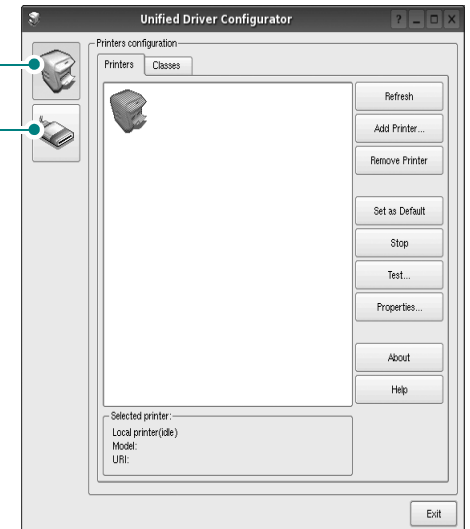 Unified Driver Configurator
Printers configuration
Printers Classes
Refresh
Add Printer...
Remove Printer
Set as Default
Stop
Test...
Properties...
About
Help
Selected printer:
Local printer(idle)
Model:
URI:
Exit